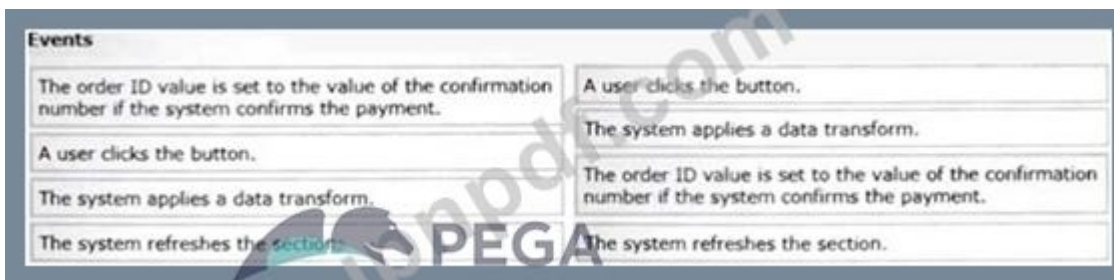 Events
The order ID value is set to the value of the confirmation
number if the system confirms the payment.
A user clicks the button.
The system applies a data transform.
The system refreshes the section.
A user clicks the button.
The system applies a data transform.
The order ID value is set to the value of the confirmation
number if the system confirms the payment.
The system refreshes the section.
PEGA